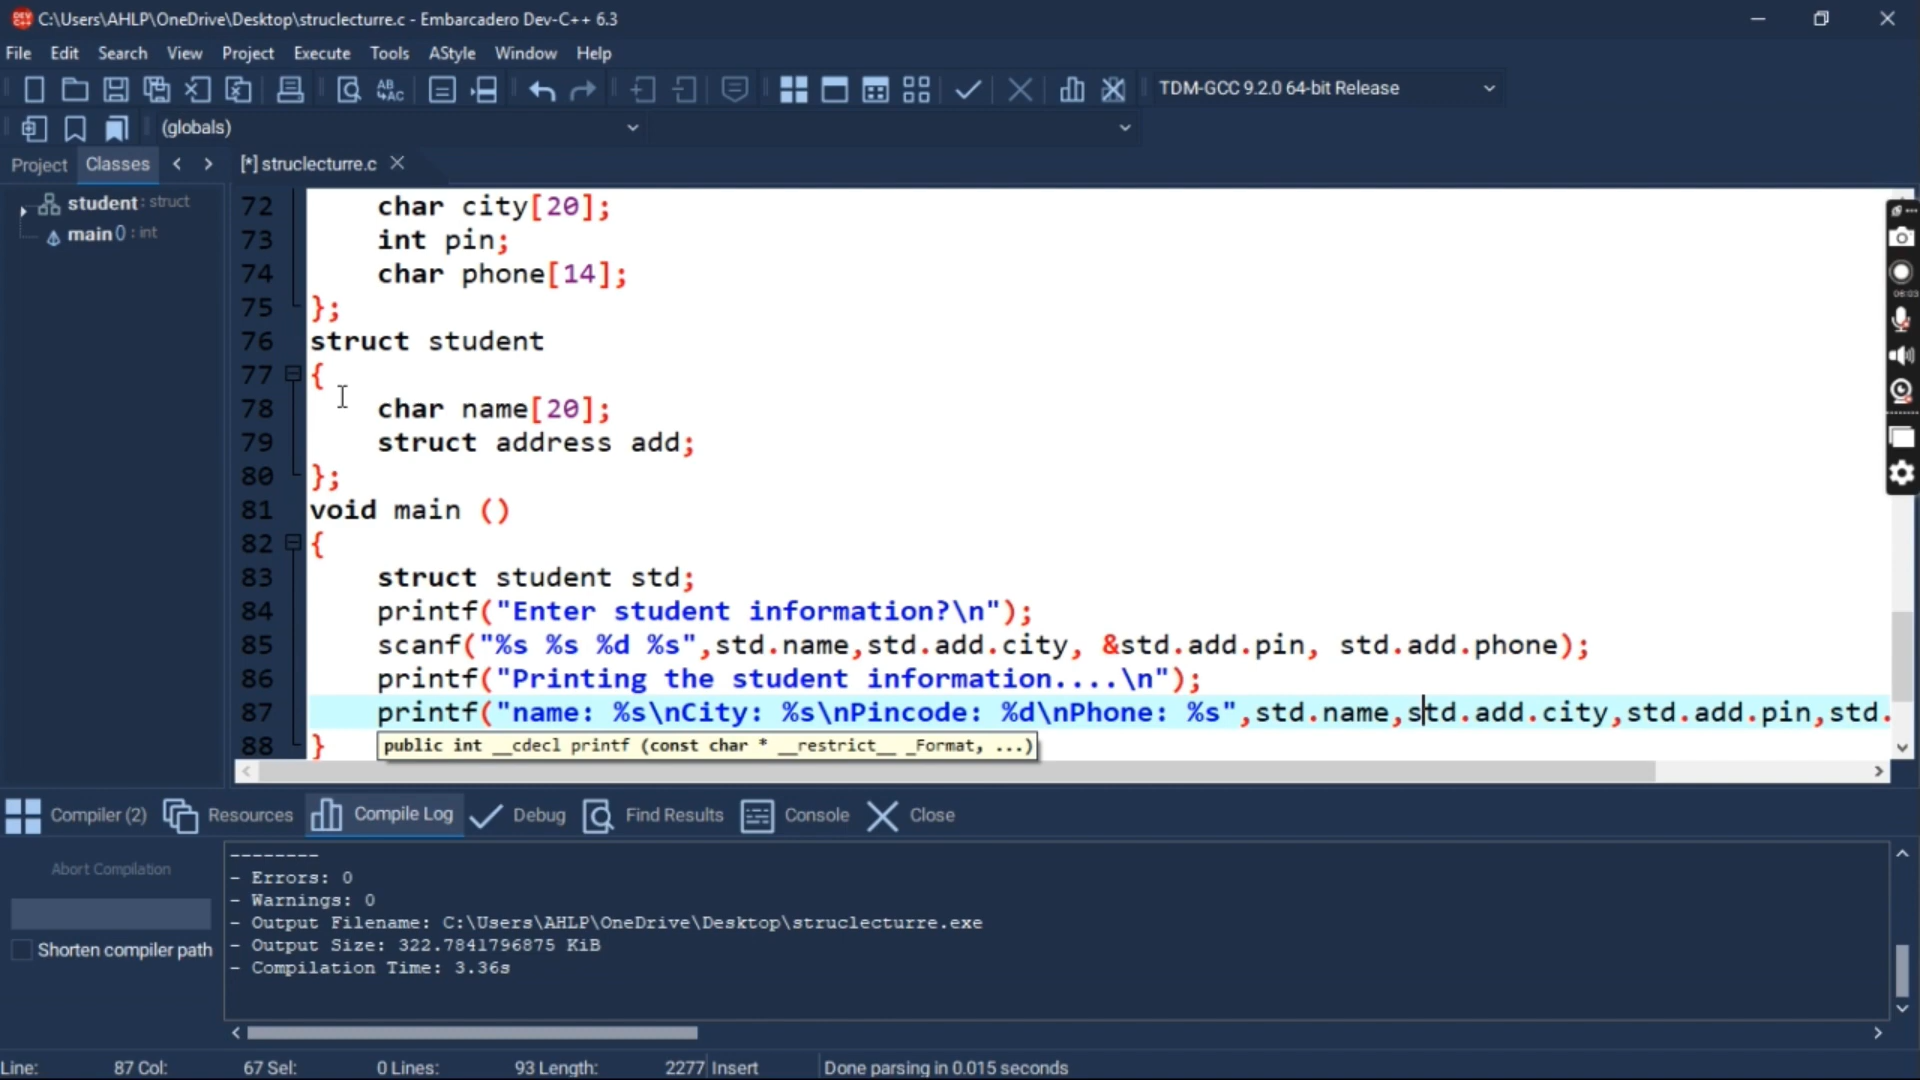 C:\Users\AHLP\OneDrive\Desktop\struclecturre.c - Embarcadero Dev-C++ 6.3
File Edit Search View Project Execute Tools AStyle Window Help
TDM-GCC 9.2.0 64-bit Release
(globals)
Project Classes [*] struclecturre.c
student : struct
main() : int
72 char city[20];
73 int pin;
74 char phone[14];
75 };
76 struct student
77 {
78 char name[20];
79 struct address add;
80 };
81 void main ()
82 {
83 struct student std;
84 printf("Enter student information?\n");
85 scanf("%s %s %d %s",std.name,std.add.city, &std.add.pin, std.add.phone);
86 printf("Printing the student information....\n");
87 printf("name: %s\nCity: %s\nPincode: %d\nPhone: %s",std.name,std.add.city,std.add.pin,std.
88 }
public int __cdecl printf (const char * __restrict__ _Format, ...)
06:03
Compiler (2) Resources Compile Log Debug Find Results Console Close
Abort Compilation
Shorten compiler path
--------
- Errors: 0
- Warnings: 0
- Output Filename: C:\Users\AHLP\OneDrive\Desktop\struclecturre.exe
- Output Size: 322.7841796875 KiB
- Compilation Time: 3.36s
Line: 87 Col: 67 Sel: 0 Lines: 93 Length: 2277 Insert Done parsing in 0.015 seconds